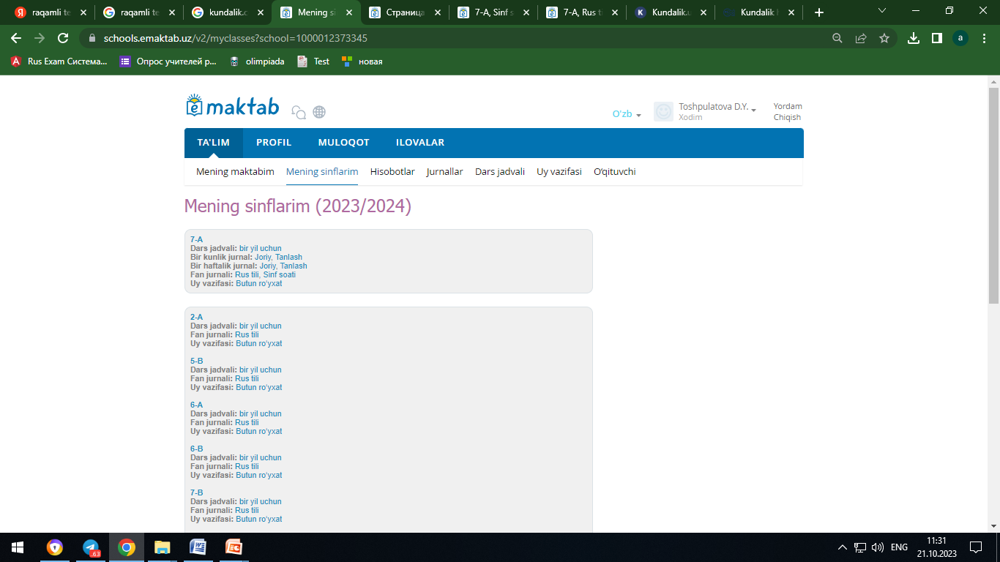 raqamli te
raqamli te
kundalik.c
Mening si
Страница
7-A, Sinf s
7-A, Rus ti
Kundalik.u
Kundalik
schools.emaktab.uz/v2/myclasses?school=1000012373345
a
Rus Exam Система...
Опрос учителей р...
olimpiada
Test
новая
e maktab
O'zb
Toshpulatova D.Y.
Xodim
Yordam
Chiqish
TA'LIM PROFIL MULOQOT ILOVALAR
Mening maktabim Mening sinflarim Hisobotlar Jurnallar Dars jadvali Uy vazifasi O'qituvchi
Mening sinflarim (2023/2024)
7-A
Dars jadvali: bir yil uchun
Bir kunlik jurnal: Joriy, Tanlash
Bir haftalik jurnal: Joriy, Tanlash
Fan jurnali: Rus tili, Sinf soati
Uy vazifasi: Butun ro'yxat
2-A
Dars jadvali: bir yil uchun
Fan jurnali: Rus tili
Uy vazifasi: Butun ro'yxat
5-B
Dars jadvali: bir yil uchun
Fan jurnali: Rus tili
Uy vazifasi: Butun ro'yxat
6-A
Dars jadvali: bir yil uchun
Fan jurnali: Rus tili
Uy vazifasi: Butun ro'yxat
6-B
Dars jadvali: bir yil uchun
Fan jurnali: Rus tili
Uy vazifasi: Butun ro'yxat
7-B
Dars jadvali: bir yil uchun
Fan jurnali: Rus tili
Uy vazifasi: Butun ro'yxat
63
ENG
11:31
21.10.2023